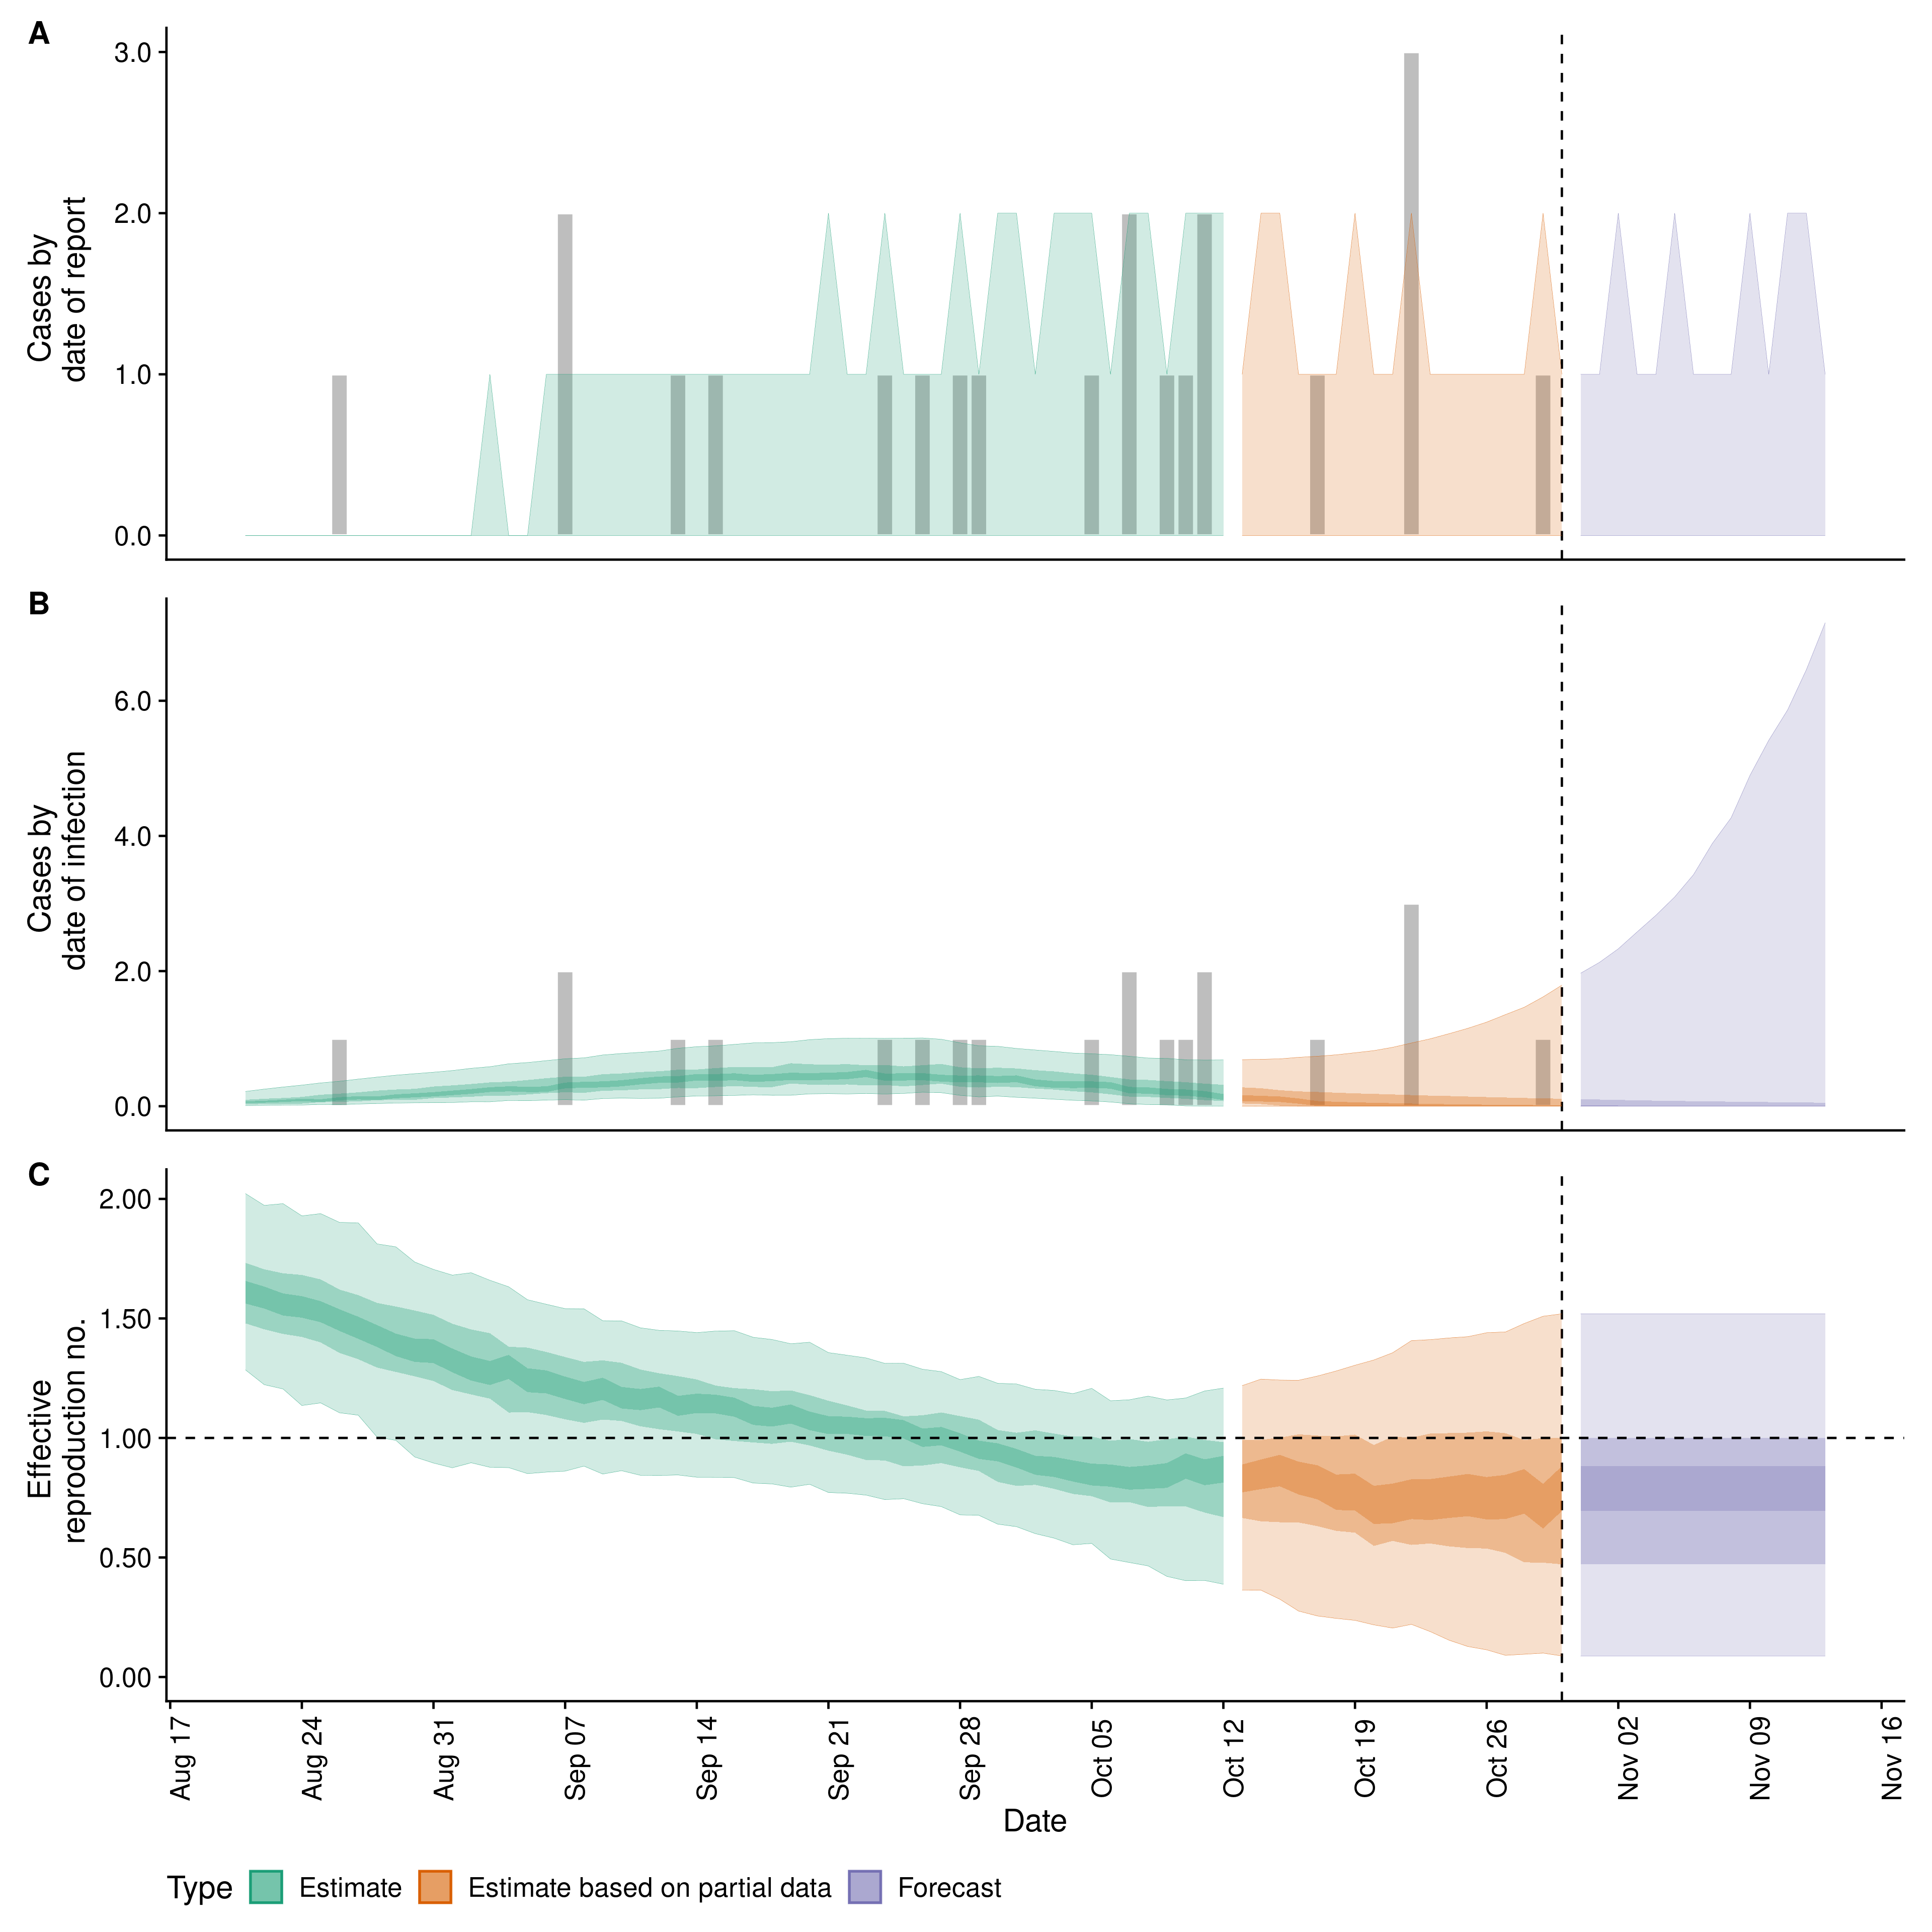 A
Cases by
date of report
3.0
2.0
1.0
0.0
B
Cases by
date of infection
6.0
4.0
2.0
0.0
C
Effective
reproduction no.
2.00
1.50
1.00
0.50
0.00
Aug 17
Aug 24
Aug 31
Sep 07
Sep 14
Sep 21
Sep 28
Oct 05
Oct 12
Oct 19
Oct 26
Nov 02
Nov 09
Nov 16
Date
Type Estimate Estimate based on partial data Forecast